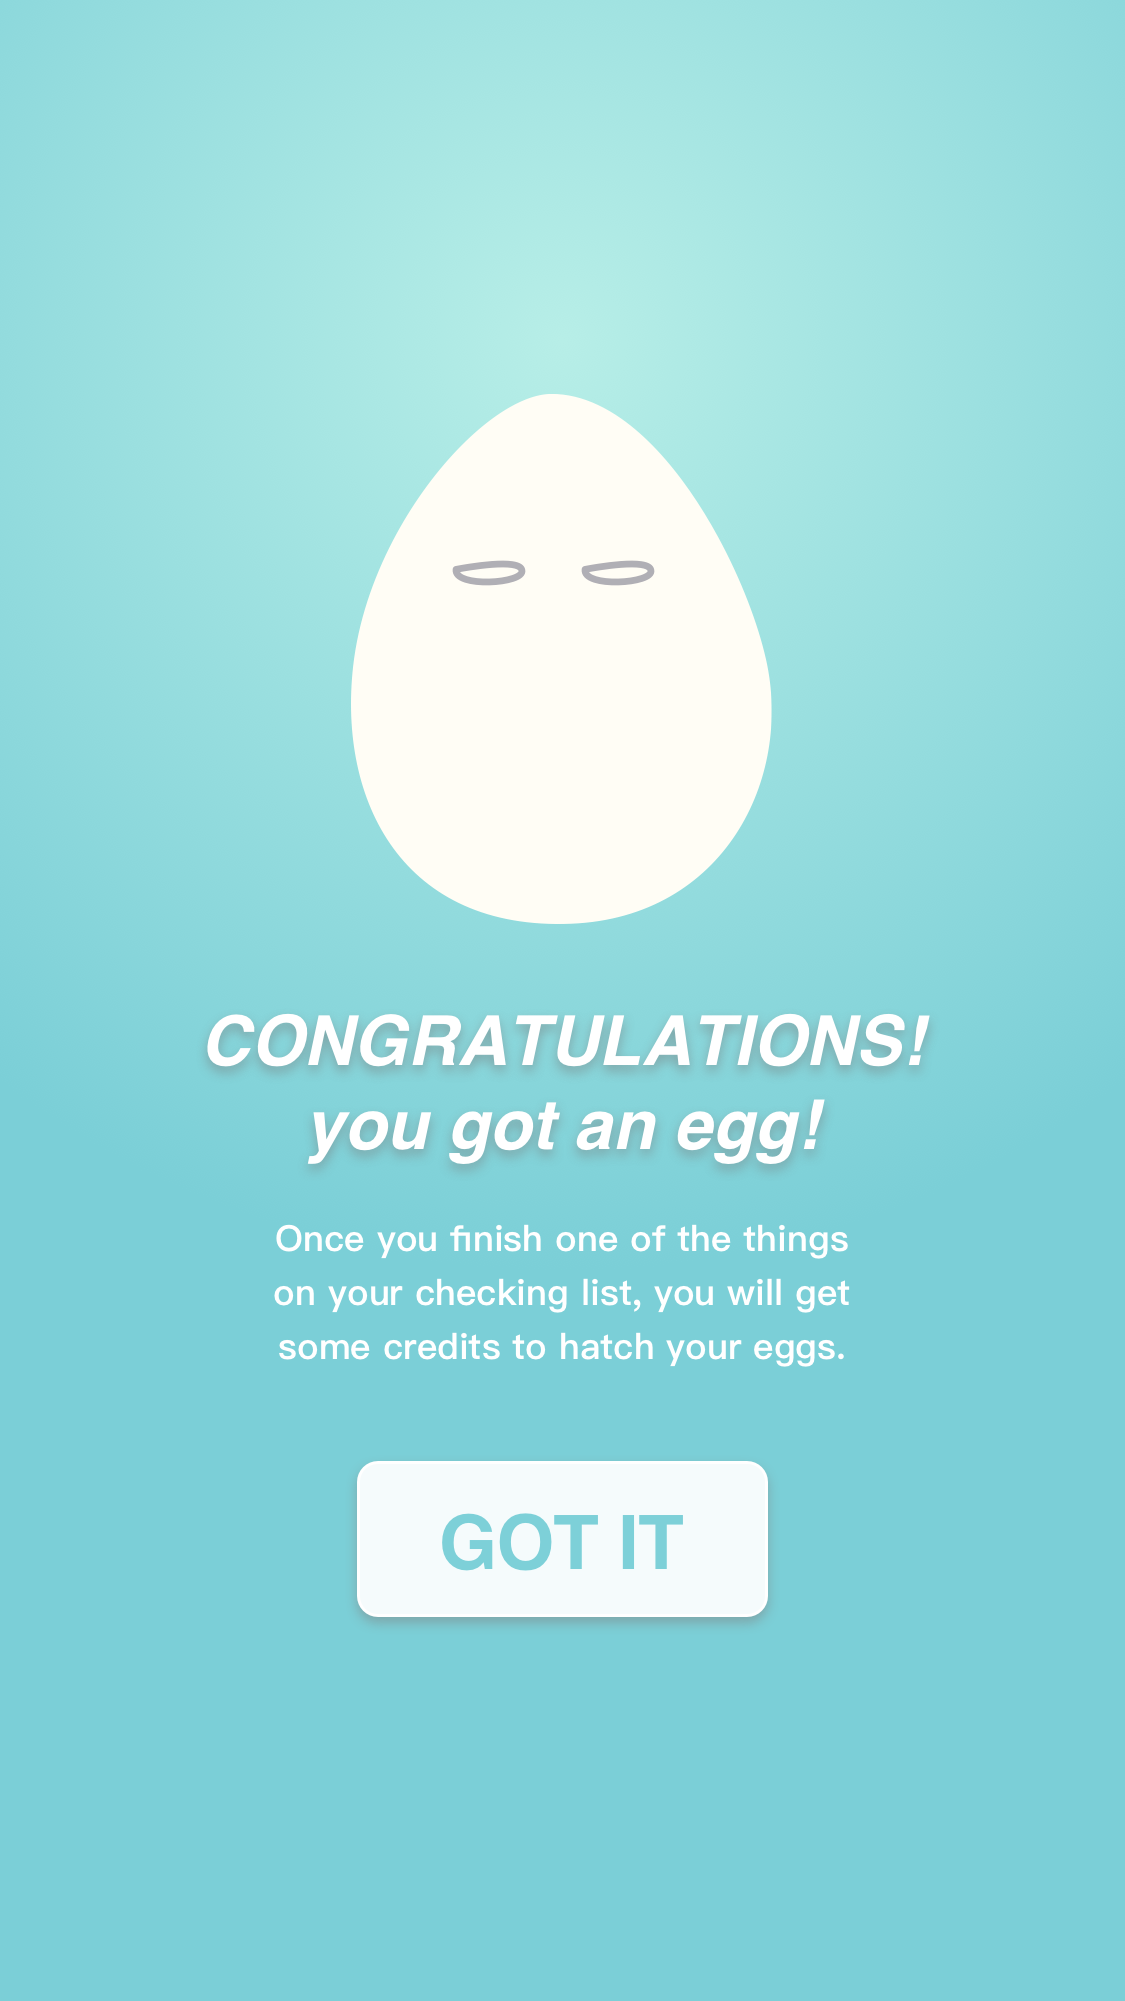 CONGRATULATIONS!
you got an egg!
Once you finish one of the things
on your checking list, you will get
some credits to hatch your eggs.
GOT IT